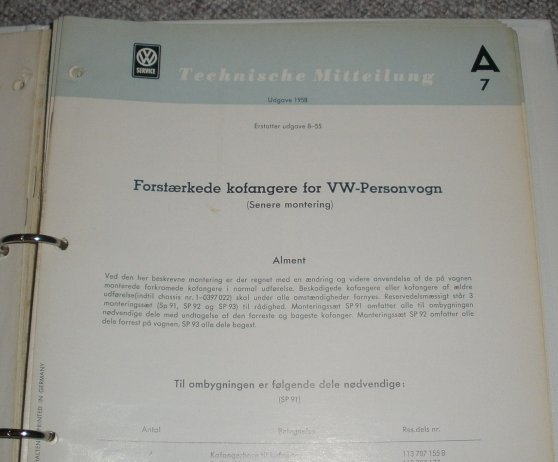 VW
SERVICE
Technische Mitteilung
A
7
Udgave 1958
Erstatter udgave 8-55
Forstærkede kofangere for VW-Personvogn
(Senere montering)
Alment
Ved den her beskrevne montering er der regnet med en ændring og videre anvendelse af de på vognen
monterede forkromede kofangere i normal udførelse. Beskadigede kofangere eller kofangere af ældre
udførelse(indtil chassis nr. 1-0397 022) skal under alle omstændigheder fornyes. Reservedelsmæssigt står 3
monteringssæt (Sp 91, SP 92 og SP 93) til rådighed. Monteringssæt SP 91 omfatter alle til ombygningen
nødvendige dele med undtagelse af den forreste og bageste kofanger. Monteringssæt SP 92 omfatter alle
dele forrest på vognen, SP 93 alle dele bagest.
Til ombygningen er følgende dele nødvendige:
(SP 91)
Antal
Betegnelse
Res.dels nr.
113 707 155 B
PRINTED IN GERMANY